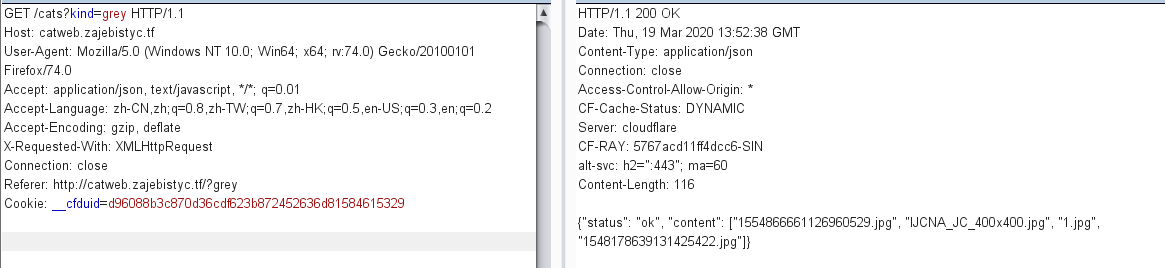 GET /cats?kind=grey HTTP/1.1
Host: catweb.zajebistyc.tf
User-Agent: Mozilla/5.0 (Windows NT 10.0; Win64; x64; rv:74.0) Gecko/20100101
Firefox/74.0
Accept: application/json, text/javascript, */*; q=0.01
Accept-Language: zh-CN,zh;q=0.8,zh-TW;q=0.7,zh-HK;q=0.5,en-US;q=0.3,en;q=0.2
Accept-Encoding: gzip, deflate
X-Requested-With: XMLHttpRequest
Connection: close
Referer: http://catweb.zajebistyc.tf/?grey
Cookie: __cfduid=d96088b3c870d36cdf623b872452636d81584615329
HTTP/1.1 200 OK
Date: Thu, 19 Mar 2020 13:52:38 GMT
Content-Type: application/json
Connection: close
Access-Control-Allow-Origin: *
CF-Cache-Status: DYNAMIC
Server: cloudflare
CF-RAY: 5767acd11ff4dcc6-SIN
alt-svc: h2=":443"; ma=60
Content-Length: 116
{"status": "ok", "content": ["1554866661126960529.jpg", "IJCNA_JC_400x400.jpg", "1.jpg",
"1548178639131425422.jpg"]}